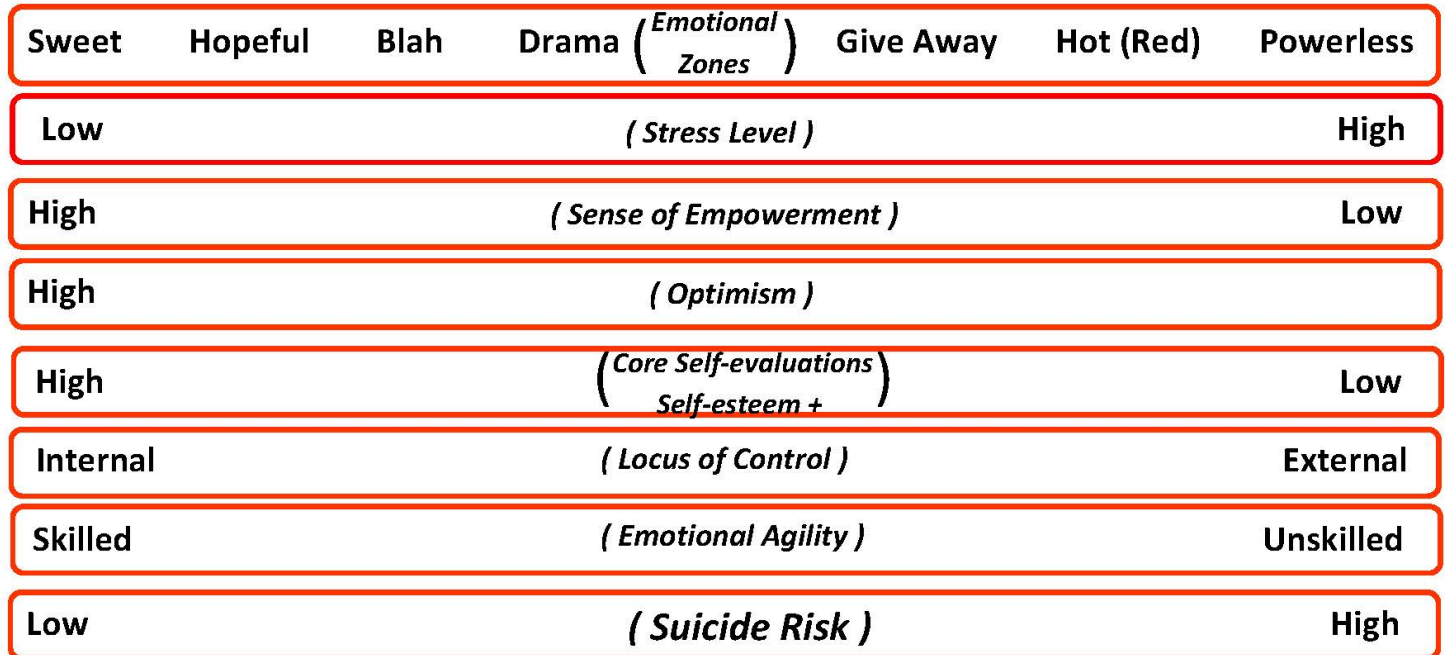 Sweet Hopeful Blah Drama ( Emotional Zones ) Give Away Hot (Red) Powerless
Low ( Stress Level ) High
High ( Sense of Empowerment ) Low
High ( Optimism )
High ( Core Self-evaluations Self-esteem + ) Low
Internal ( Locus of Control ) External
Skilled ( Emotional Agility ) Unskilled
Low ( Suicide Risk ) High